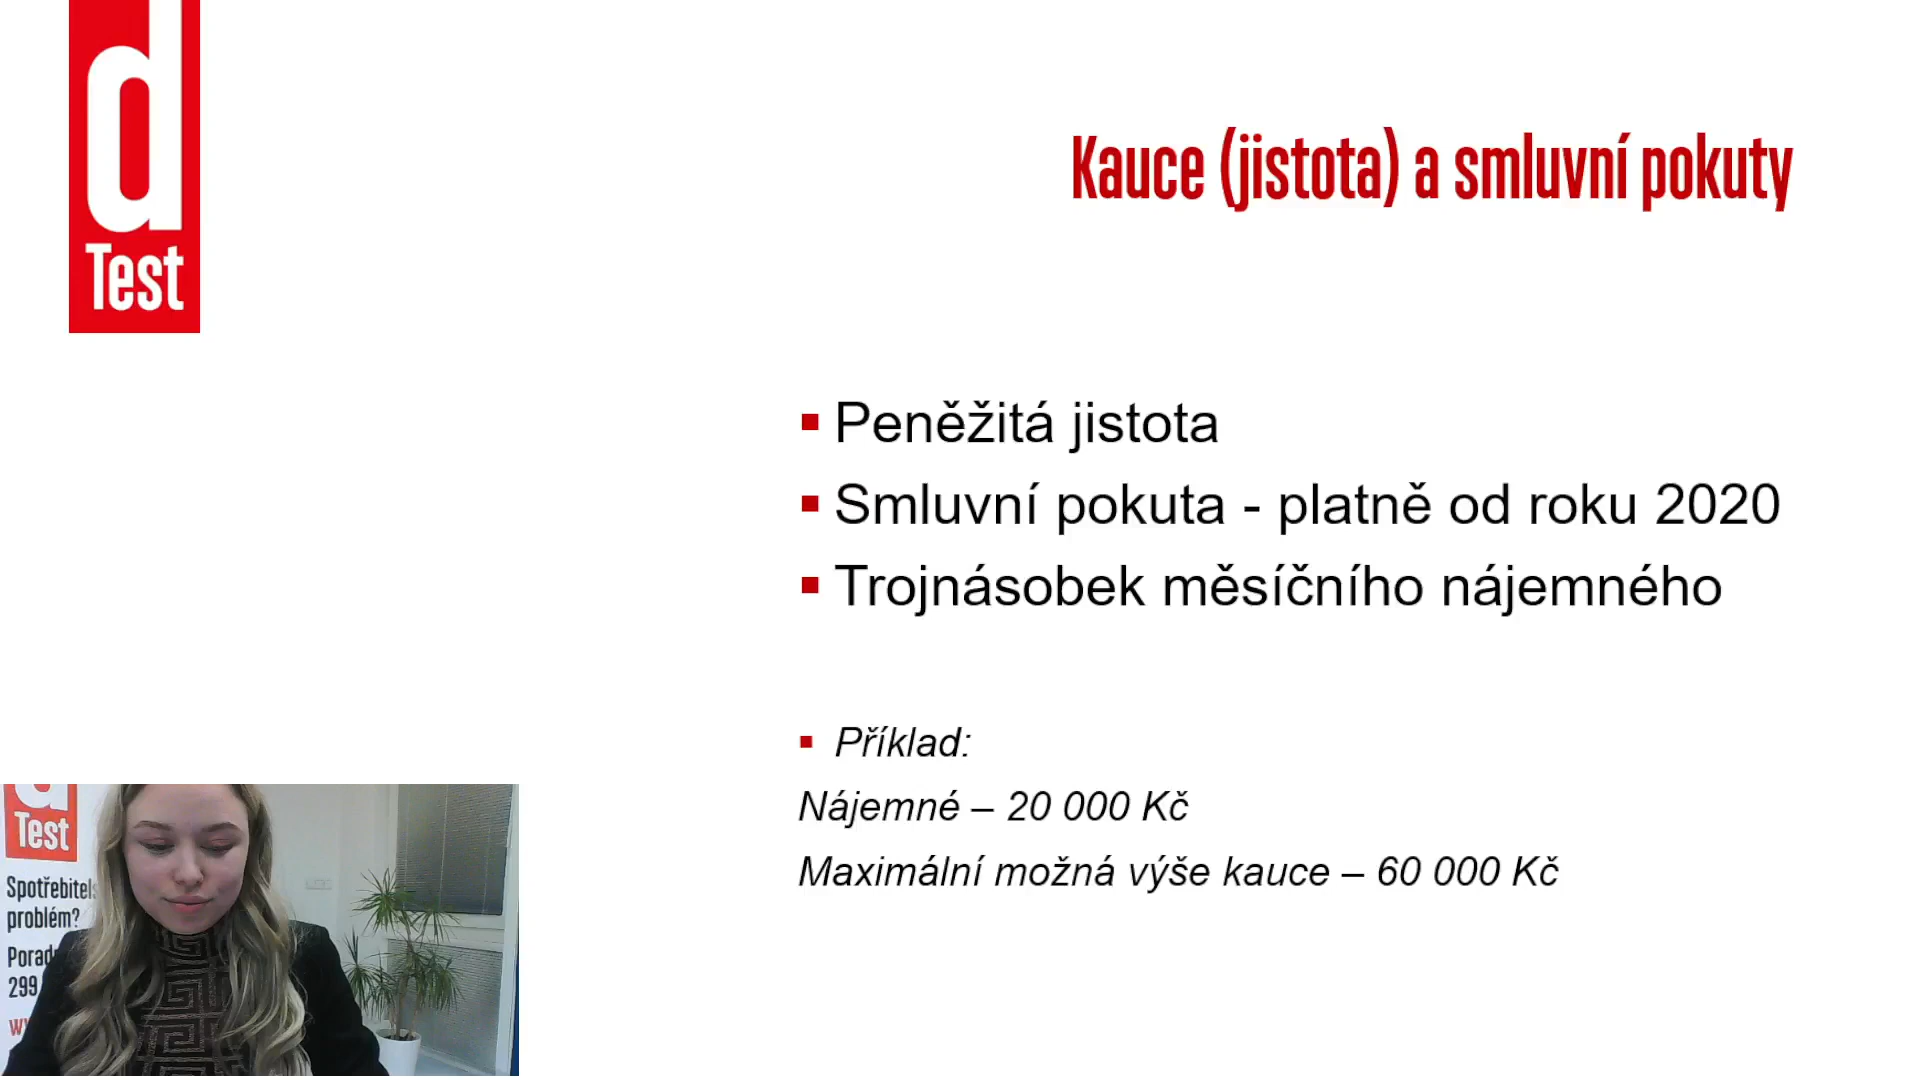 d
Test
Kauce (jistota) a smluvní pokuty
Peněžitá jistota
Smluvní pokuta - platně od roku 2020
Trojnásobek měsíčního nájemného
Příklad:
Nájemné – 20 000 Kč
Maximální možná výše kauce – 60 000 Kč
d
Test
problém?
299